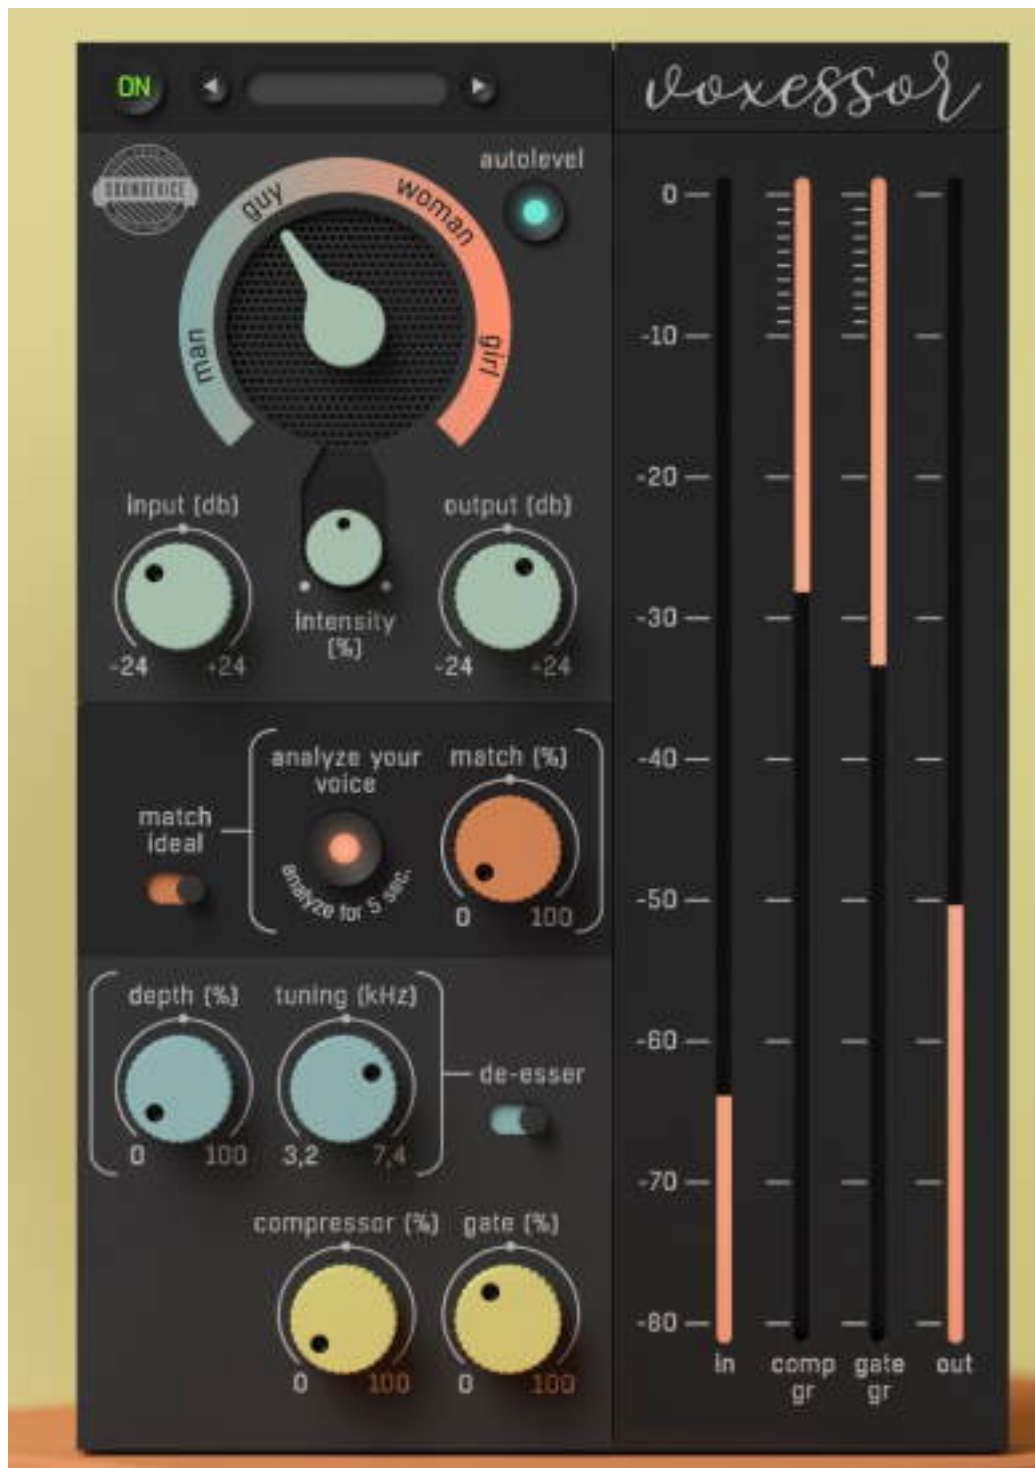 ON
voxessor
SOUNDEVICE
autolevel
man
guy
woman
girl
input (db)
output (db)
-24
+24
intensity
(%)
-24
+24
analyze your
voice
match (%)
match
ideal
analyze for 5 sec.
0
100
depth (%)
tuning (kHz)
0
100
3,2
7,4
de-esser
compressor (%)
gate (%)
0
100
0
100
0
-10
-20
-30
-40
-50
-60
-70
-80
in
comp
gr
gate
gr
out